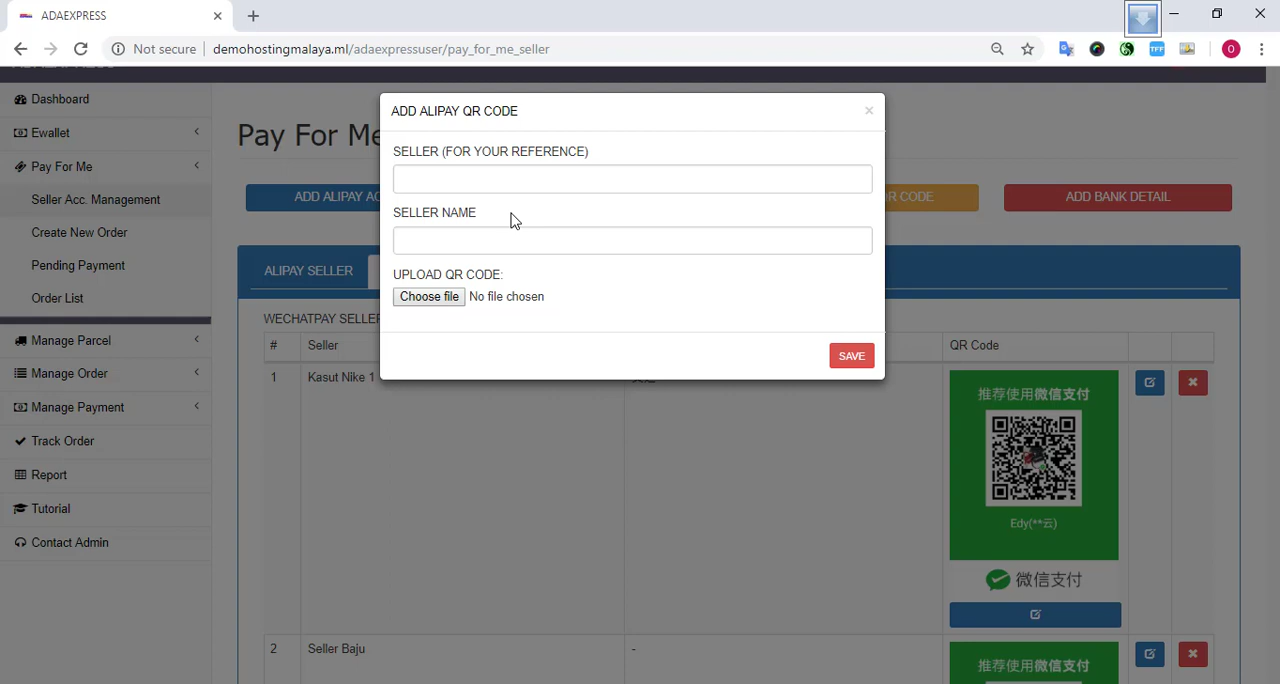 ADAEXPRESS
Not secure
demohostingmalaya.ml/adaexpressuser/pay_for_me_seller
TFF
O
Dashboard
Ewallet
Pay For Me
Seller Acc. Management
Create New Order
Pending Payment
Order List
Manage Parcel
Manage Order
Manage Payment
Track Order
Report
Tutorial
Contact Admin
Pay For Me
ADD ALIPAY
R CODE
ADD BANK DETAIL
ALIPAY SELLER
WECHATPAY SELLER
# Seller QR Code
1 Kasut Nike 1
推荐使用微信支付
Edy(**云)
微信支付
2 Seller Baju -
推荐使用微信支付
ADD ALIPAY QR CODE
×
SELLER (FOR YOUR REFERENCE)
SELLER NAME
UPLOAD QR CODE:
Choose file No file chosen
SAVE